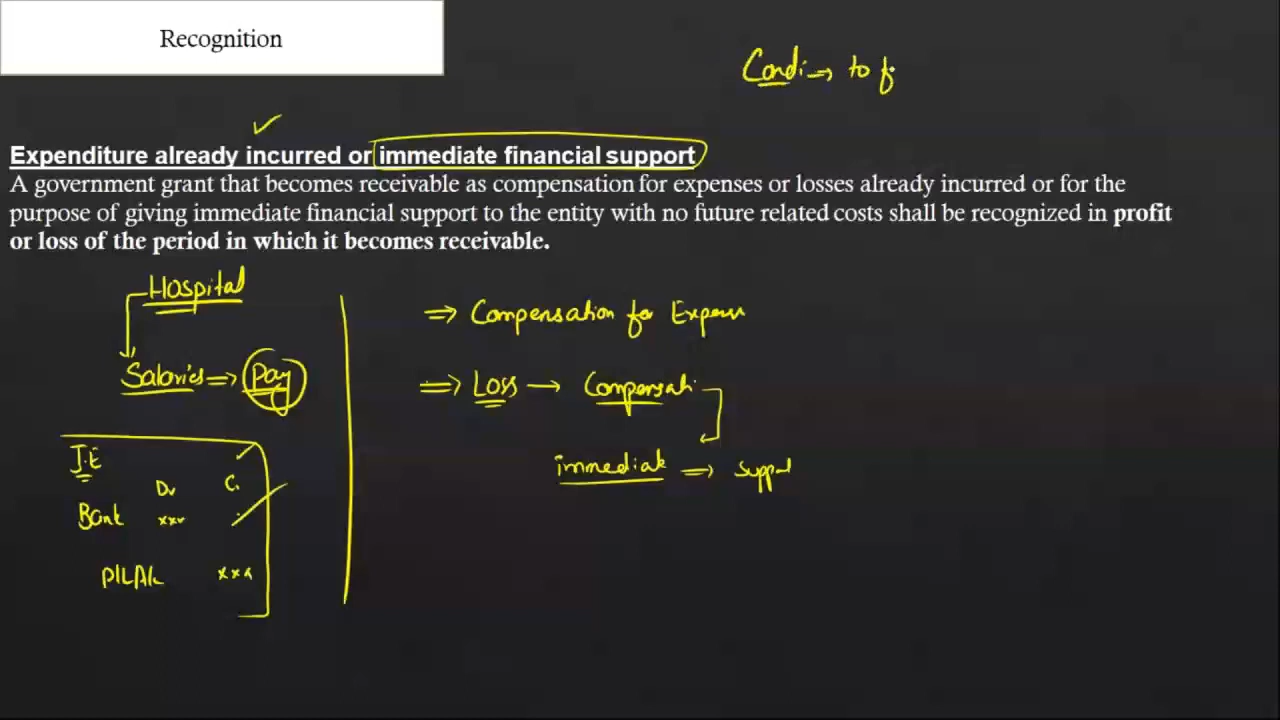 Recognition
Condi → to f
Expenditure already incurred or immediate financial support
A government grant that becomes receivable as compensation for expenses or losses already incurred or for the
purpose of giving immediate financial support to the entity with no future related costs shall be recognized in profit
or loss of the period in which it becomes receivable.
Hospital
Salaries ⇒ Pay
J.E
Dr Cr
Bank xxx
P/L A/c xxx
⇒ Compensation for Expense
⇒ Loss → Compensati
immediate ⇒ Suppot